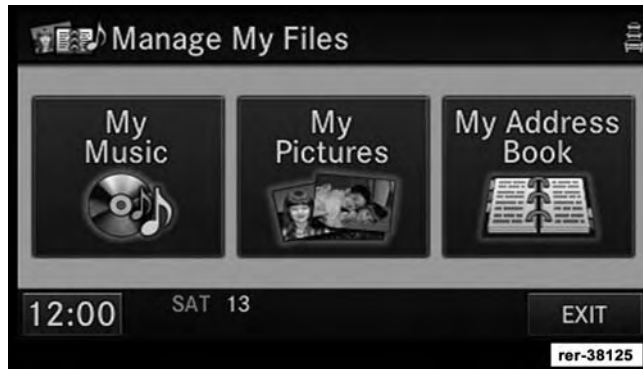 Manage My Files
My
Music
My
Pictures
My Address
Book
12:00
SAT 13
EXIT
rer-38125